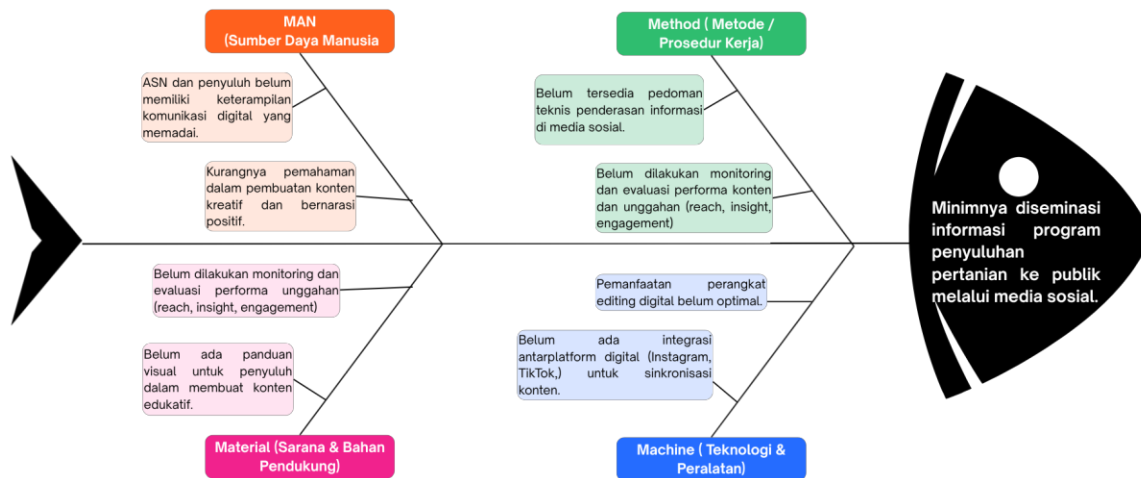 MAN
(Sumber Daya Manusia
Method ( Metode /
Prosedur Kerja)
ASN dan penyuluh belum
memiliki keterampilan
komunikasi digital yang
memadai.
Belum tersedia pedoman
teknis penderasan informasi
di media sosial.
Kurangnya pemahaman
dalam pembuatan konten
kreatif dan bernarasi
positif.
Belum dilakukan monitoring
dan evaluasi performa konten
dan unggahan (reach, insight,
engagement)
Minimnya diseminasi
informasi program
penyuluhan
pertanian ke publik
melalui media sosial.
Belum dilakukan monitoring dan
evaluasi performa unggahan
(reach, insight, engagement)
Pemanfaatan perangkat
editing digital belum optimal.
Belum ada panduan
visual untuk penyuluh
dalam membuat konten
edukatif.
Belum ada integrasi
antarplatform digital (Instagram,
TikTok,) untuk sinkronisasi
konten.
Material (Sarana & Bahan
Pendukung)
Machine ( Teknologi &
Peralatan)